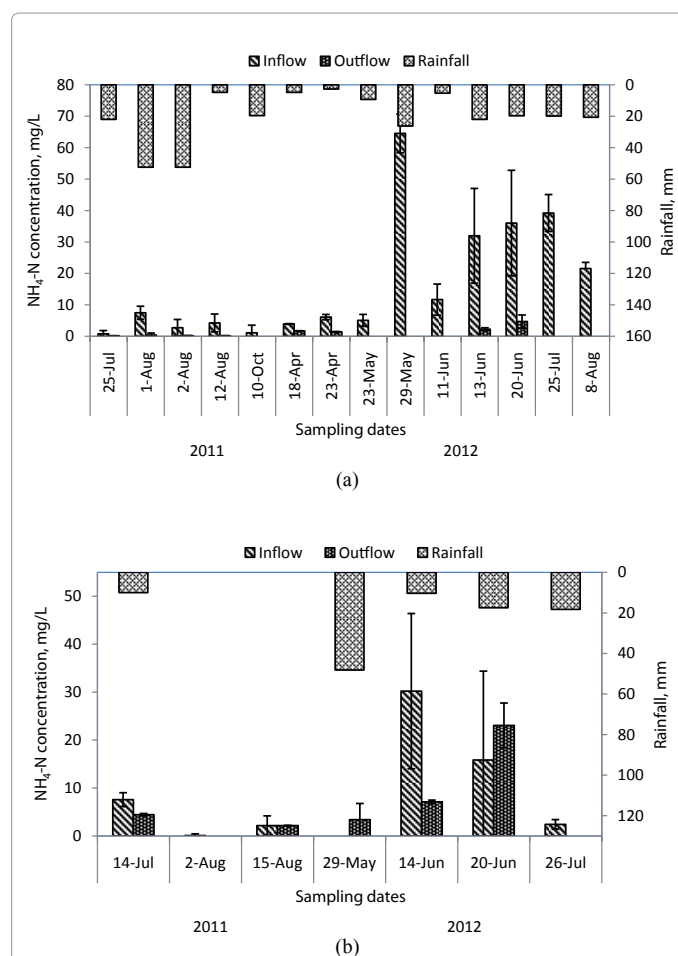 Inflow Outflow Rainfall
80 70 60 50 40 30 20 10 0
NH₄-N concentration, mg/L
0 20 40 60 80 100 120 140 160
Rainfall, mm
25-Jul 1-Aug 2-Aug 12-Aug 10-Oct 18-Apr 23-Apr 23-May 29-May 11-Jun 13-Jun 20-Jun 25-Jul 8-Aug
Sampling dates
2011 2012
(a)
Inflow Outflow Rainfall
50 40 30 20 10 0
NH₄-N concentration, mg/L
0 20 40 60 80 100 120
Rainfall, mm
14-Jul 2-Aug 15-Aug 29-May 14-Jun 20-Jun 26-Jul
Sampling dates
2011 2012
(b)